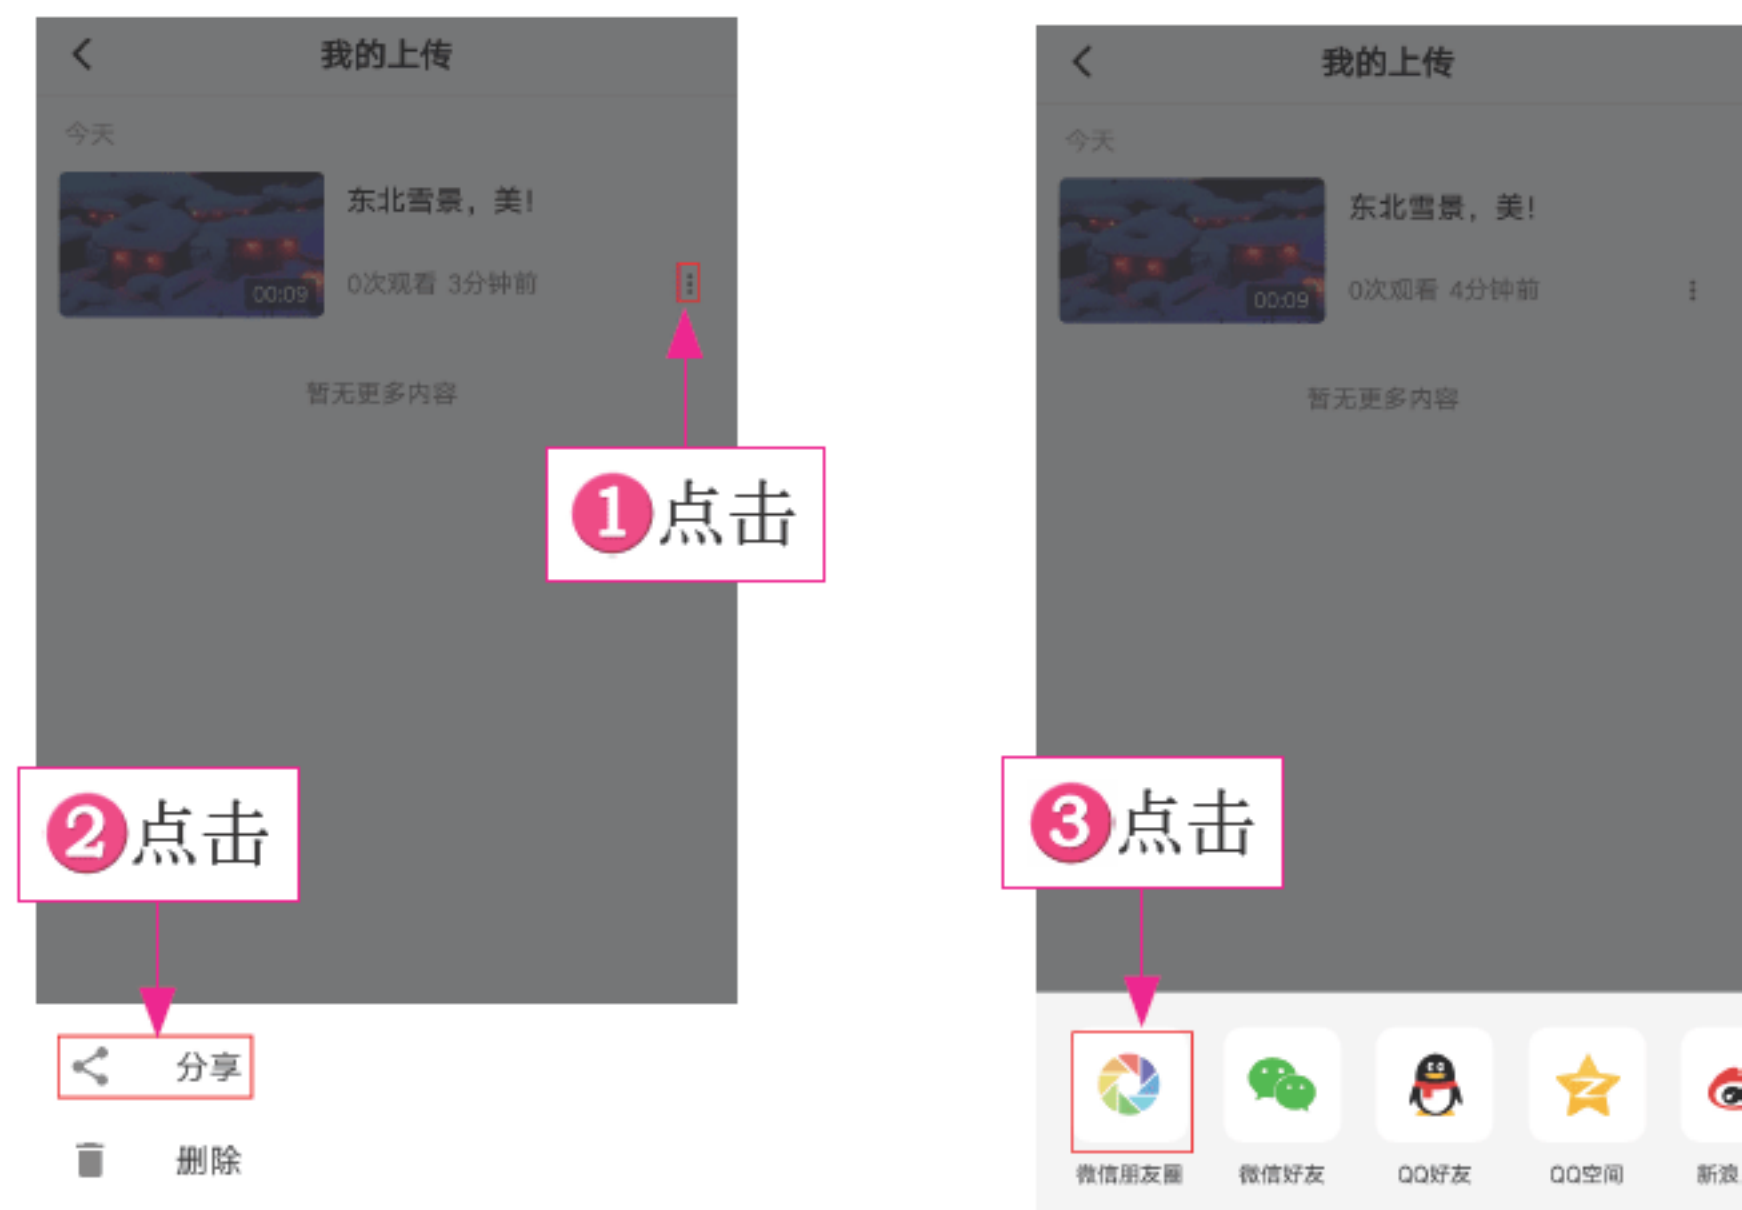 我的上传
今天
东北雪景，美！
00:09
0次观看 3分钟前
暂无更多内容
1点击
2点击
分享
删除
我的上传
今天
东北雪景，美！
00:09
0次观看 4分钟前
暂无更多内容
3点击
微信朋友圈
微信好友
QQ好友
QQ空间
新浪